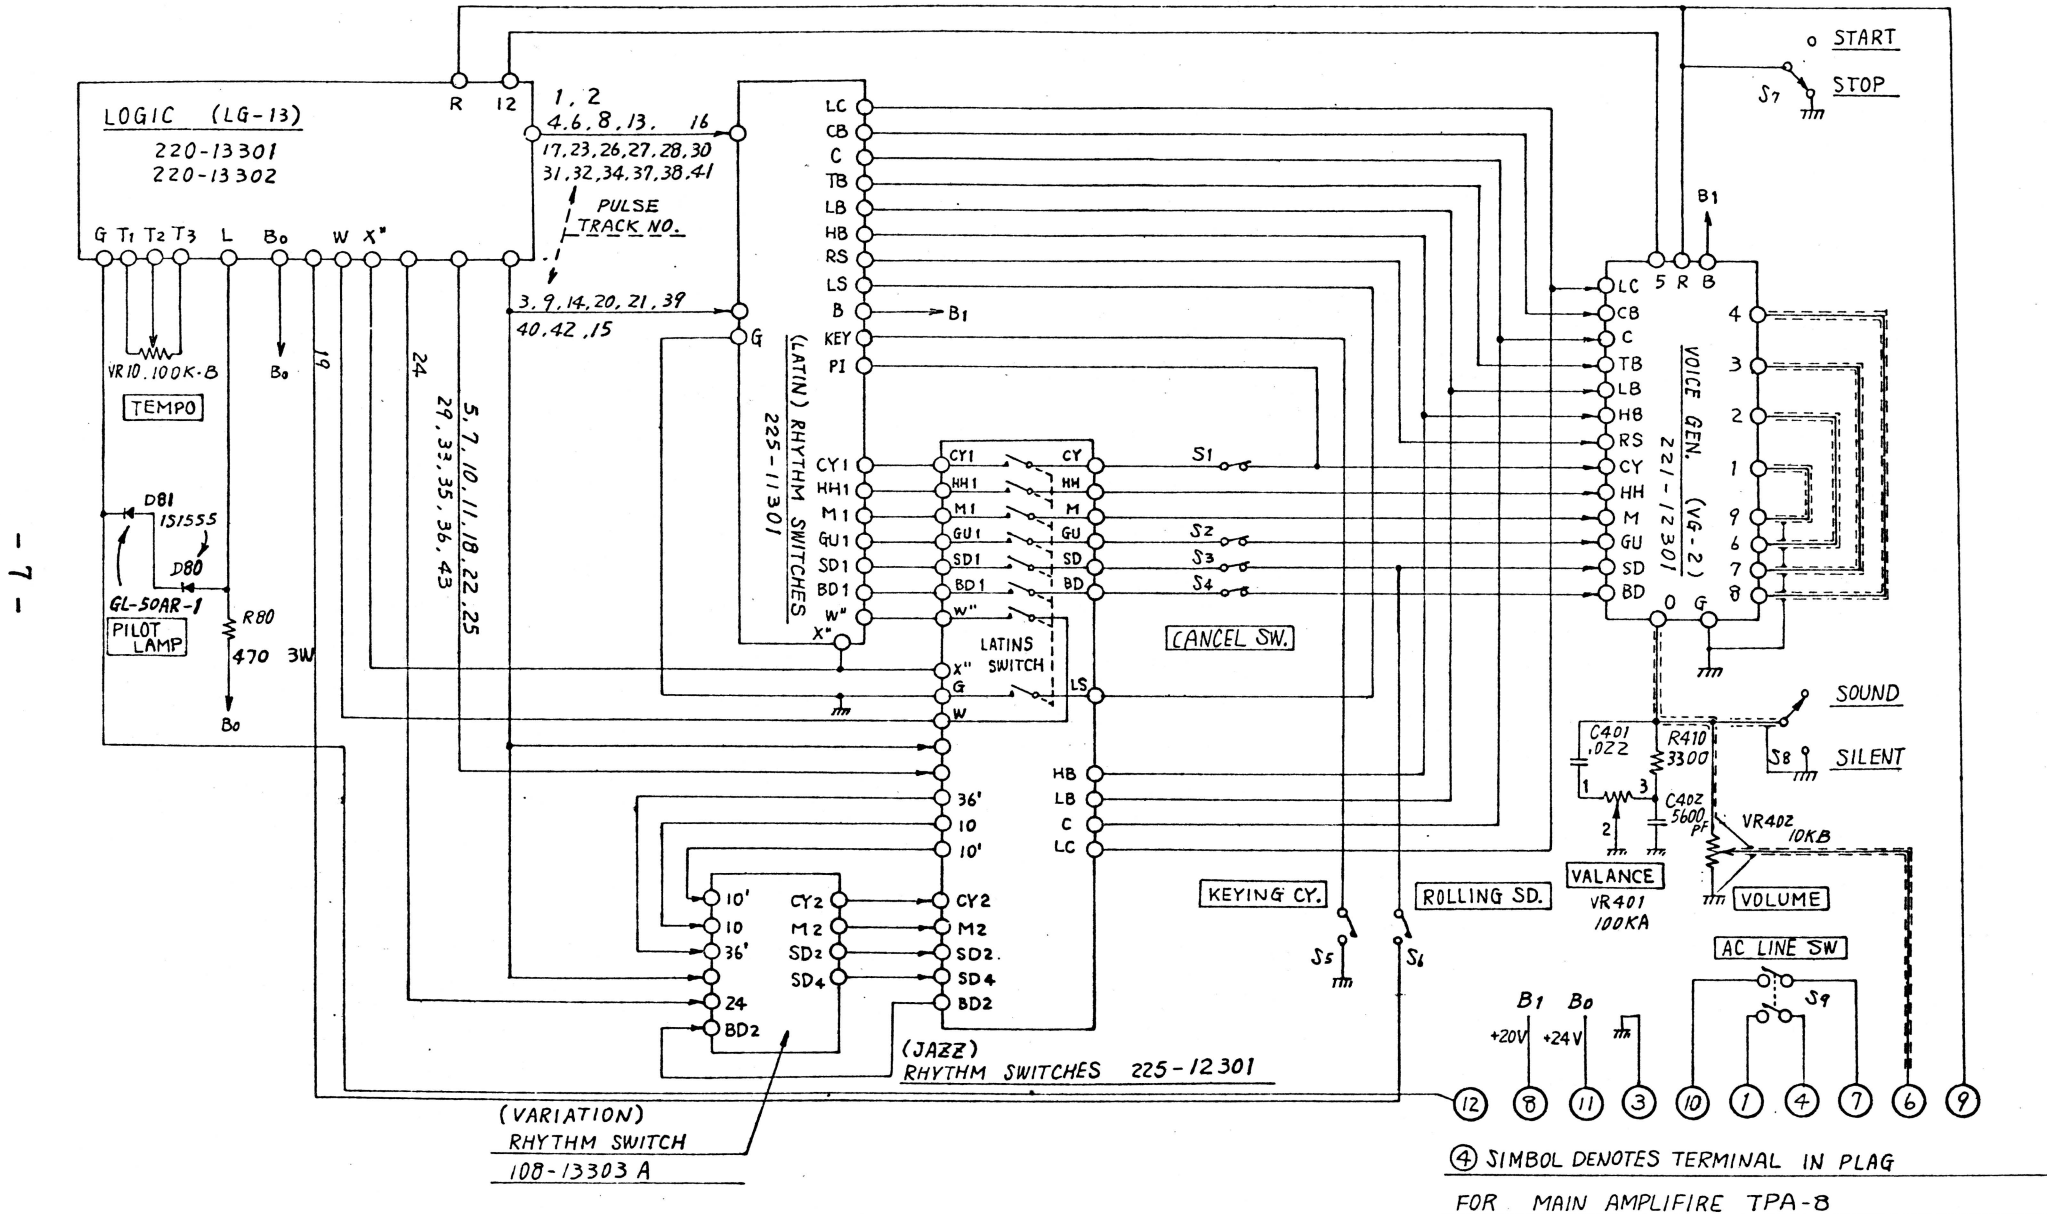 START
STOP
S7
R
12
LOGIC (LG-13)
220-13301
220-13302
1, 2
4, 6, 8, 13, 16
17, 23, 26, 27, 28, 30
31, 32, 34, 37, 38, 41
PULSE
TRACK NO.
G T1 T2 T3 L B0 W X"
3, 9, 14, 20, 21, 39
40, 42, 15
VR10. 100K-B
TEMPO
B0
19
24
5, 7, 10, 11, 18, 22, 25
29, 33, 35, 36, 43
D81
1S1555
D80
GL-50AR-1
PILOT
LAMP
R80
470 3W
B0
LC
CB
C
TB
LB
HB
RS
LS
B
B1
KEY
PI
G
(LATIN) RHYTHM SWITCHES
225-11301
CY1
HH1
M1
GU1
SD1
BD1
W"
X"
CY1
HH1
M1
GU1
SD1
BD1
W"
LATINS
SWITCH
X"
G
W
CY
HH
M
GU
SD
BD
LS
S1
S2
S3
S4
CANCEL SW.
36'
10
10'
HB
LB
C
LC
CY2
M2
SD2.
SD4
BD2
10'
10
36'
24
BD2
CY2
M2
SD2
SD4
(JAZZ)
RHYTHM SWITCHES 225-12301
(VARIATION)
RHYTHM SWITCH
108-13303 A
KEYING CY.
S5
ROLLING SD.
S6
B1
5 R B
LC
CB
C
TB
LB
HB
RS
CY
HH
M
GU
SD
BD
VOICE GEN. (VG-2)
221-12301
4
3
2
1
9
6
7
8
O G
SOUND
S8
SILENT
C401
.022
R410
3300
1
3
2
C402
5600
PF
VR402
10KB
VALANCE
VR401
100KA
VOLUME
AC LINE SW
S9
B1
+20V
B0
+24V
12 8 11 3 10 1 4 7 6 9
④ SIMBOL DENOTES TERMINAL IN PLAG
FOR MAIN AMPLIFIRE TPA-8
- 7 -